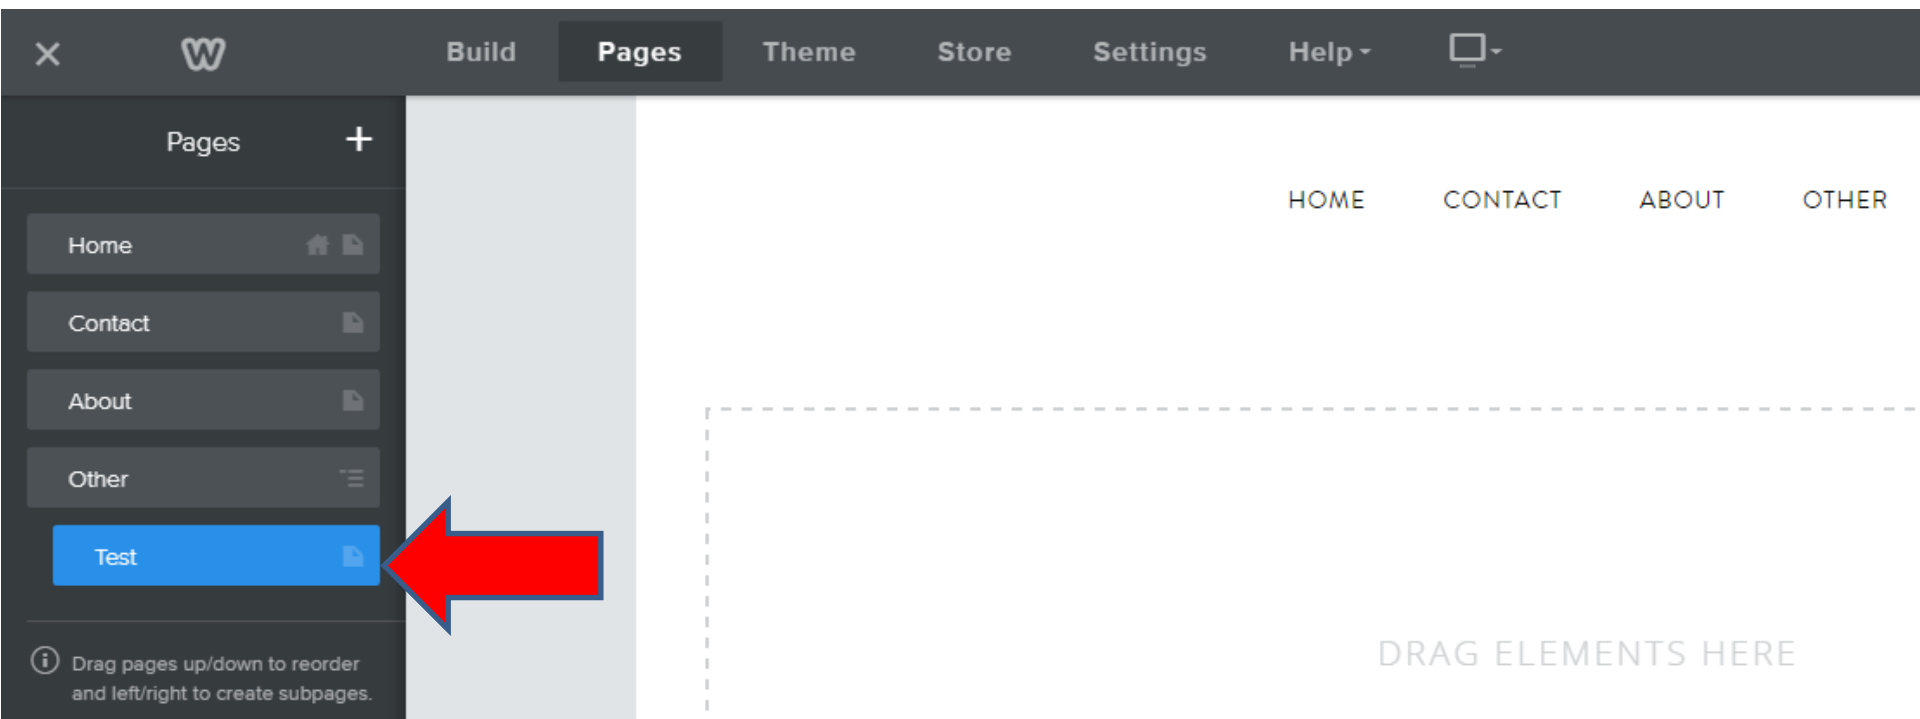 Build Pages Theme Store Settings Help
Pages +
HOME CONTACT ABOUT OTHER
Home
Contact
About
Other
Test
Drag pages up/down to reorder
and left/right to create subpages.
DRAG ELEMENTS HERE